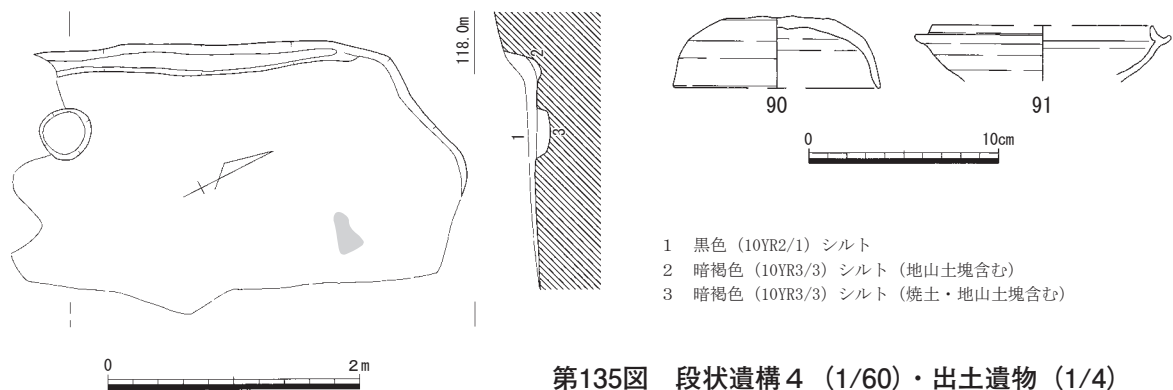 118.0m
2
1
3
0
2m
90
91
0
10cm
1 黒色（10YR2/1）シルト
2 暗褐色（10YR3/3）シルト（地山土塊含む）
3 暗褐色（10YR3/3）シルト（焼土・地山土塊含む）
第135図 段状遺構４（1/60）・出土遺物（1/4）